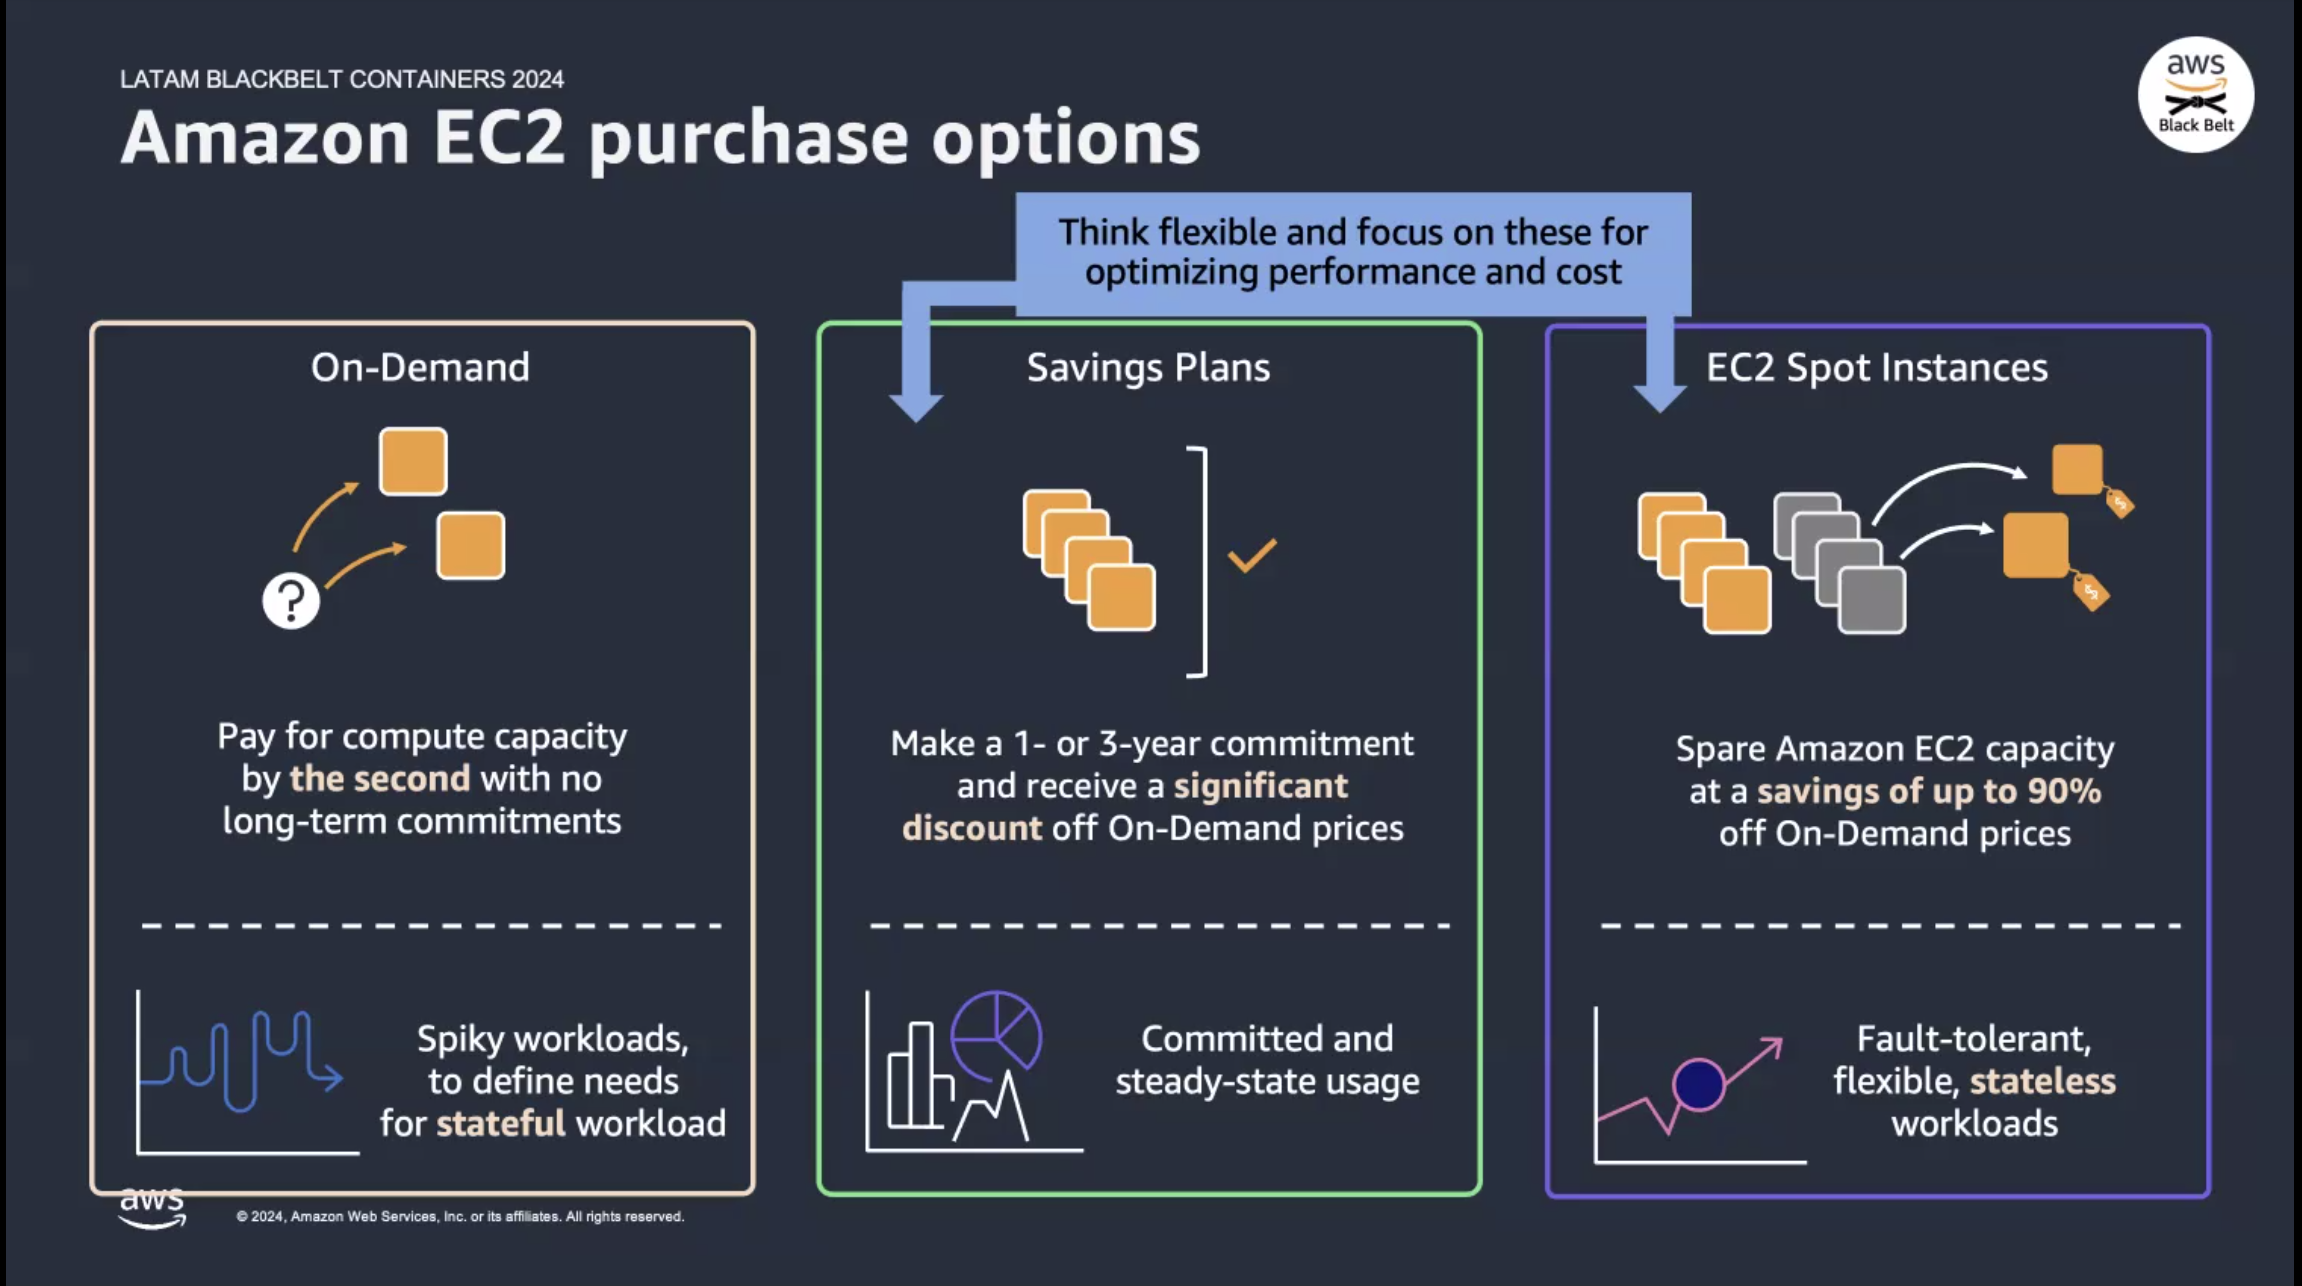 LATAM BLACKBELT CONTAINERS 2024
Amazon EC2 purchase options
aws
Black Belt
Think flexible and focus on these for
optimizing performance and cost
On-Demand
?
Pay for compute capacity
by the second with no
long-term commitments
Spiky workloads,
to define needs
for stateful workload
Savings Plans
Make a 1- or 3-year commitment
and receive a significant
discount off On-Demand prices
Committed and
steady-state usage
EC2 Spot Instances
$
$
Spare Amazon EC2 capacity
at a savings of up to 90%
off On-Demand prices
Fault-tolerant,
flexible, stateless
workloads
aws
© 2024, Amazon Web Services, Inc. or its affiliates. All rights reserved.